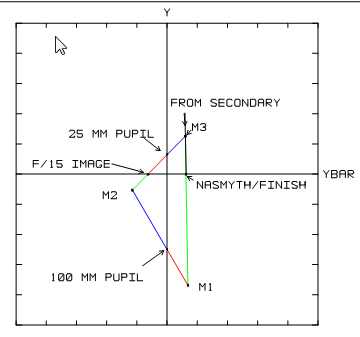 Y
FROM SECONDARY
M3
25 MM PUPIL
F/15 IMAGE
YBAR
NASMYTH/FINISH
M2
100 MM PUPIL
M1